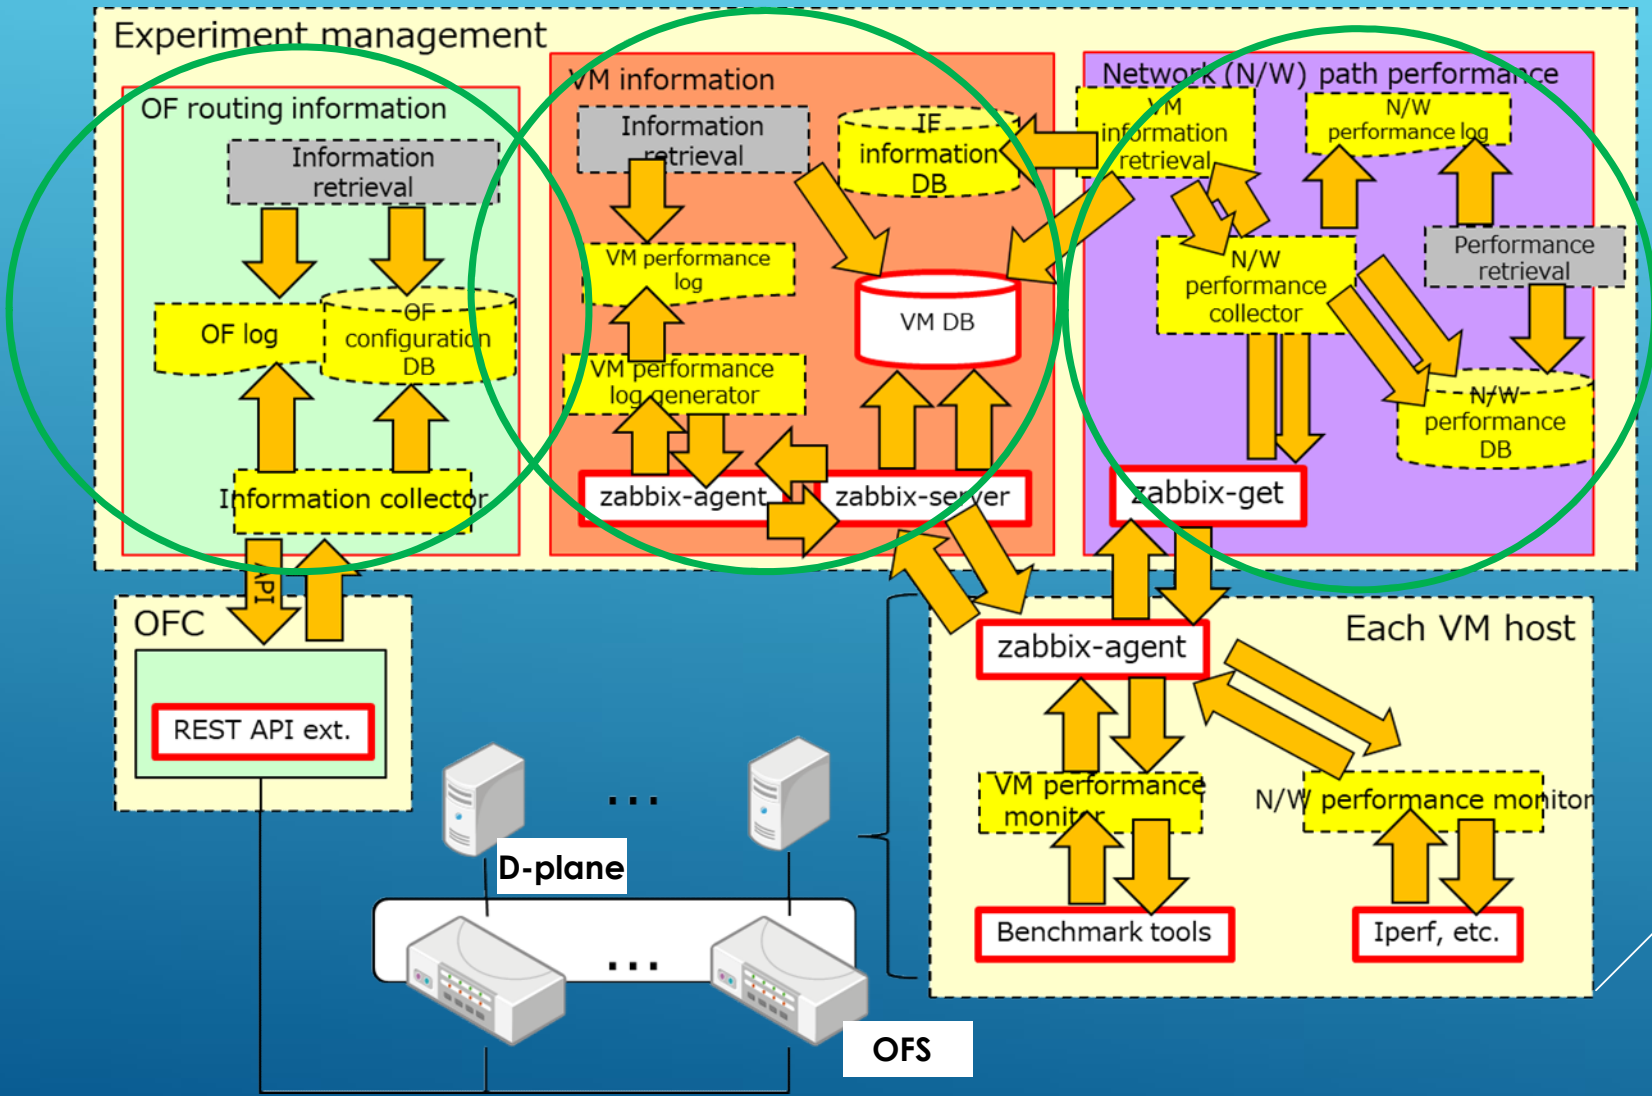 Experiment management
OF routing information
Information
retrieval
OF log
OF
configuration
DB
Information collector
API
VM information
Information
retrieval
IF
information
DB
VM performance
log
VM DB
VM performance
log generator
zabbix-agent
zabbix-server
Network (N/W) path performance
VM
information
retrieval
N/W
performance log
N/W
performance
collector
Performance
retrieval
N/W
performance
DB
zabbix-get
OFC
REST API ext.
Each VM host
zabbix-agent
VM performance
monitor
N/W performance monitor
Benchmark tools
Iperf, etc.
...
D-plane
...
OFS